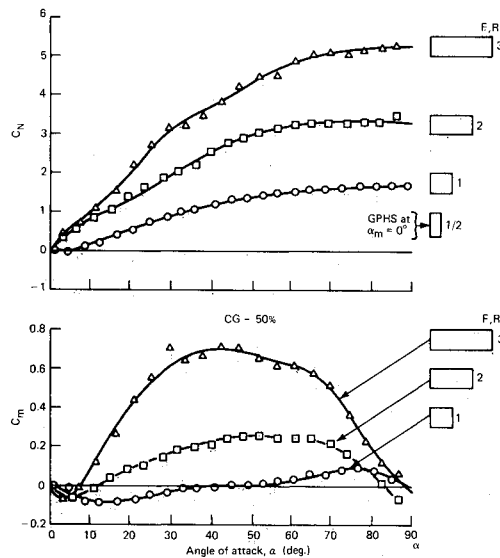 F,R
6
5
4
3
2
1
0
−1
C_N
3
2
1
GPHS at
α_m = 0°
1/2
CG - 50%
F,R
0.8
0.6
0.4
0.2
0
−0.2
C_m
3
2
1
0 10 20 30 40 50 60 70 80 90 α
Angle of attack, α (deg.)